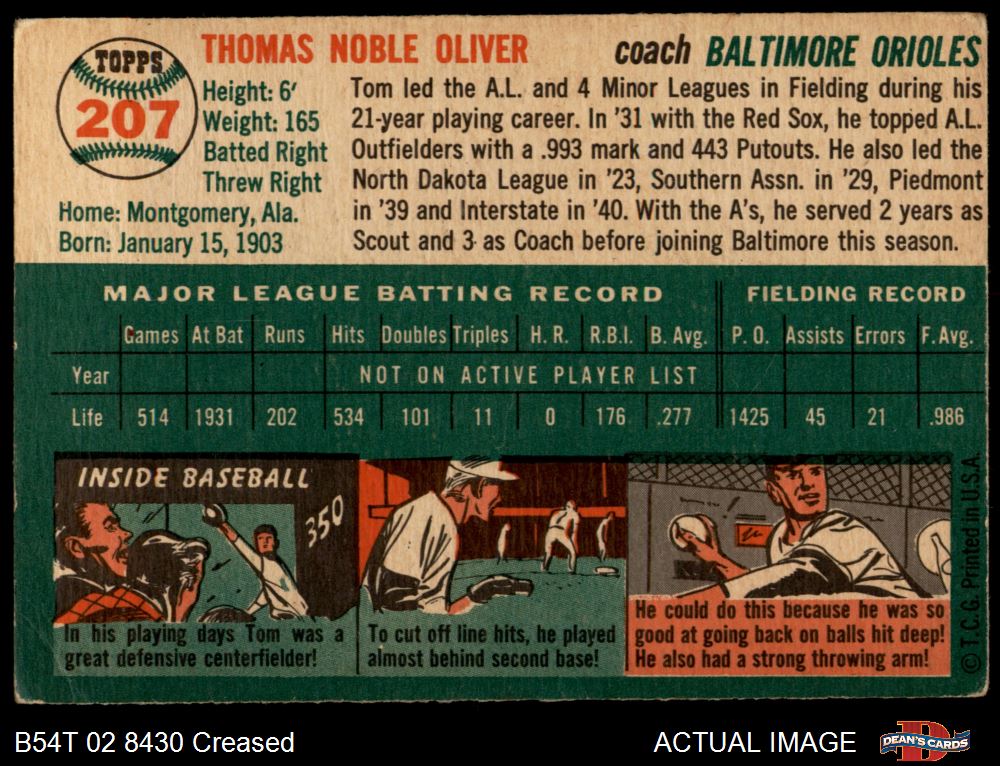 TOPPS
207
THOMAS NOBLE OLIVER
coach BALTIMORE ORIOLES
Height: 6'
Weight: 165
Batted Right
Threw Right
Home: Montgomery, Ala.
Born: January 15, 1903
Tom led the A.L. and 4 Minor Leagues in Fielding during his
21-year playing career. In '31 with the Red Sox, he topped A.L.
Outfielders with a .993 mark and 443 Putouts. He also led the
North Dakota League in '23, Southern Assn. in '29, Piedmont
in '39 and Interstate in '40. With the A's, he served 2 years as
Scout and 3 as Coach before joining Baltimore this season.
MAJOR LEAGUE BATTING RECORD FIELDING RECORD
Games At Bat Runs Hits Doubles Triples H. R. R.B.I. B. Avg. P. O. Assists Errors F. Avg.
Year NOT ON ACTIVE PLAYER LIST
Life 514 1931 202 534 101 11 0 176 .277 1425 45 21 .986
INSIDE BASEBALL
350
In his playing days Tom was a
great defensive centerfielder!
To cut off line hits, he played
almost behind second base!
He could do this because he was so
good at going back on balls hit deep!
He also had a strong throwing arm!
© T.C.G. Printed in U.S.A.
B54T 02 8430 Creased
ACTUAL IMAGE
D
DEAN'S CARDS